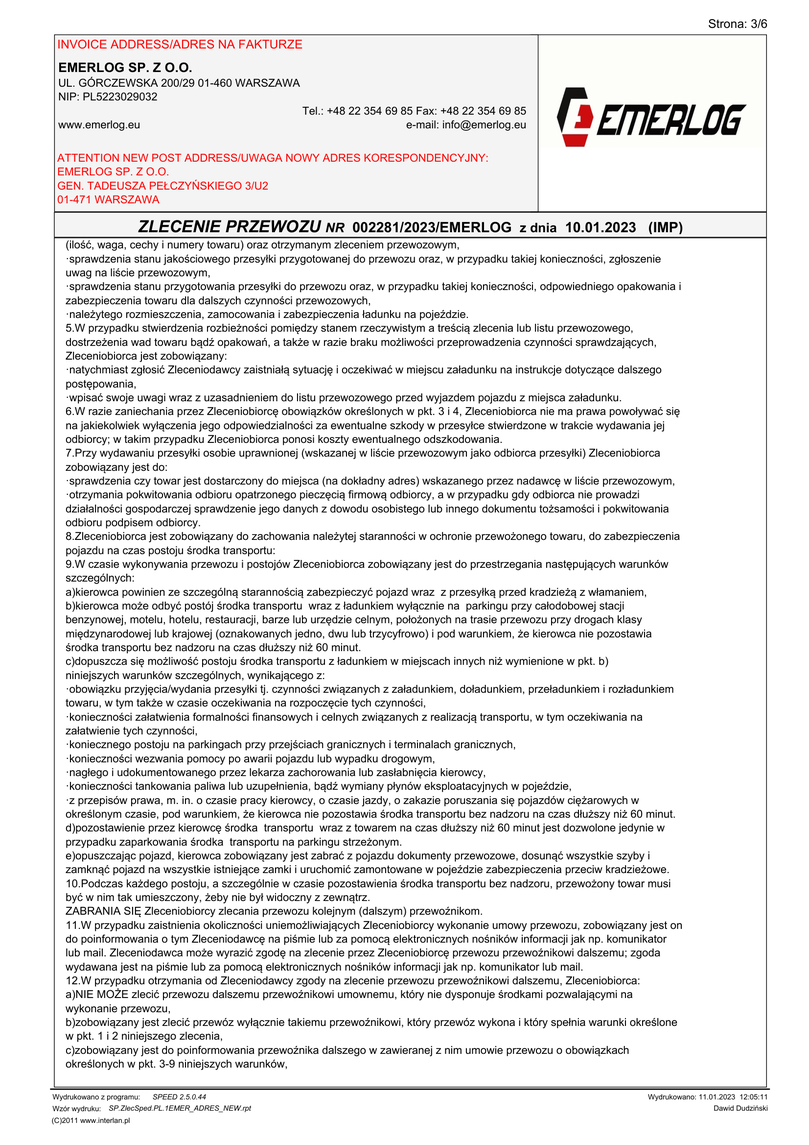 Strona: 3/6
INVOICE ADDRESS/ADRES NA FAKTURZE
EMERLOG SP. Z O.O.
UL. GÓRCZEWSKA 200/29 01-460 WARSZAWA
NIP: PL5223029032
Tel.: +48 22 354 69 85 Fax: +48 22 354 69 85
www.emerlog.eu e-mail: info@emerlog.eu
EMERLOG
ATTENTION NEW POST ADDRESS/UWAGA NOWY ADRES KORESPONDENCYJNY:
EMERLOG SP. Z O.O.
GEN. TADEUSZA PEŁCZYŃSKIEGO 3/U2
01-471 WARSZAWA
ZLECENIE PRZEWOZU NR 002281/2023/EMERLOG z dnia 10.01.2023 (IMP)
(ilość, waga, cechy i numery towaru) oraz otrzymanym zleceniem przewozowym,
·sprawdzenia stanu jakościowego przesyłki przygotowanej do przewozu oraz, w przypadku takiej konieczności, zgłoszenie
uwag na liście przewozowym,
·sprawdzenia stanu przygotowania przesyłki do przewozu oraz, w przypadku takiej konieczności, odpowiedniego opakowania i
zabezpieczenia towaru dla dalszych czynności przewozowych,
·należytego rozmieszczenia, zamocowania i zabezpieczenia ładunku na pojeździe.
5.W przypadku stwierdzenia rozbieżności pomiędzy stanem rzeczywistym a treścią zlecenia lub listu przewozowego,
dostrzeżenia wad towaru bądź opakowań, a także w razie braku możliwości przeprowadzenia czynności sprawdzających,
Zleceniobiorca jest zobowiązany:
·natychmiast zgłosić Zleceniodawcy zaistniałą sytuację i oczekiwać w miejscu załadunku na instrukcje dotyczące dalszego
postępowania,
·wpisać swoje uwagi wraz z uzasadnieniem do listu przewozowego przed wyjazdem pojazdu z miejsca załadunku.
6.W razie zaniechania przez Zleceniobiorcę obowiązków określonych w pkt. 3 i 4, Zleceniobiorca nie ma prawa powoływać się
na jakiekolwiek wyłączenia jego odpowiedzialności za ewentualne szkody w przesyłce stwierdzone w trakcie wydawania jej
odbiorcy; w takim przypadku Zleceniobiorca ponosi koszty ewentualnego odszkodowania.
7.Przy wydawaniu przesyłki osobie uprawnionej (wskazanej w liście przewozowym jako odbiorca przesyłki) Zleceniobiorca
zobowiązany jest do:
·sprawdzenia czy towar jest dostarczony do miejsca (na dokładny adres) wskazanego przez nadawcę w liście przewozowym,
·otrzymania pokwitowania odbioru opatrzonego pieczęcią firmową odbiorcy, a w przypadku gdy odbiorca nie prowadzi
działalności gospodarczej sprawdzenie jego danych z dowodu osobistego lub innego dokumentu tożsamości i pokwitowania
odbioru podpisem odbiorcy.
8.Zleceniobiorca jest zobowiązany do zachowania należytej staranności w ochronie przewożonego towaru, do zabezpieczenia
pojazdu na czas postoju środka transportu:
9.W czasie wykonywania przewozu i postojów Zleceniobiorca zobowiązany jest do przestrzegania następujących warunków
szczególnych:
a)kierowca powinien ze szczególną starannością zabezpieczyć pojazd wraz z przesyłką przed kradzieżą z włamaniem,
b)kierowca może odbyć postój środka transportu wraz z ładunkiem wyłącznie na parkingu przy całodobowej stacji
benzynowej, motelu, hotelu, restauracji, barze lub urzędzie celnym, położonych na trasie przewozu przy drogach klasy
międzynarodowej lub krajowej (oznakowanych jedno, dwu lub trzycyfrowo) i pod warunkiem, że kierowca nie pozostawia
środka transportu bez nadzoru na czas dłuższy niż 60 minut.
c)dopuszcza się możliwość postoju środka transportu z ładunkiem w miejscach innych niż wymienione w pkt. b)
niniejszych warunków szczególnych, wynikającego z:
·obowiązku przyjęcia/wydania przesyłki tj. czynności związanych z załadunkiem, doładunkiem, przeładunkiem i rozładunkiem
towaru, w tym także w czasie oczekiwania na rozpoczęcie tych czynności,
·konieczności załatwienia formalności finansowych i celnych związanych z realizacją transportu, w tym oczekiwania na
załatwienie tych czynności,
·koniecznego postoju na parkingach przy przejściach granicznych i terminalach granicznych,
·konieczności wezwania pomocy po awarii pojazdu lub wypadku drogowym,
·nagłego i udokumentowanego przez lekarza zachorowania lub zasłabnięcia kierowcy,
·konieczności tankowania paliwa lub uzupełnienia, bądź wymiany płynów eksploatacyjnych w pojeździe,
·z przepisów prawa, m. in. o czasie pracy kierowcy, o czasie jazdy, o zakazie poruszania się pojazdów ciężarowych w
określonym czasie, pod warunkiem, że kierowca nie pozostawia środka transportu bez nadzoru na czas dłuższy niż 60 minut.
d)pozostawienie przez kierowcę środka transportu wraz z towarem na czas dłuższy niż 60 minut jest dozwolone jedynie w
przypadku zaparkowania środka transportu na parkingu strzeżonym.
e)opuszczając pojazd, kierowca zobowiązany jest zabrać z pojazdu dokumenty przewozowe, dosunąć wszystkie szyby i
zamknąć pojazd na wszystkie istniejące zamki i uruchomić zamontowane w pojeździe zabezpieczenia przeciw kradzieżowe.
10.Podczas każdego postoju, a szczególnie w czasie pozostawienia środka transportu bez nadzoru, przewożony towar musi
być w nim tak umieszczony, żeby nie był widoczny z zewnątrz.
ZABRANIA SIĘ Zleceniobiorcy zlecania przewozu kolejnym (dalszym) przewoźnikom.
11.W przypadku zaistnienia okoliczności uniemożliwiających Zleceniobiorcy wykonanie umowy przewozu, zobowiązany jest on
do poinformowania o tym Zleceniodawcę na piśmie lub za pomocą elektronicznych nośników informacji jak np. komunikator
lub mail. Zleceniodawca może wyrazić zgodę na zlecenie przez Zleceniobiorcę przewozu przewoźnikowi dalszemu; zgoda
wydawana jest na piśmie lub za pomocą elektronicznych nośników informacji jak np. komunikator lub mail.
12.W przypadku otrzymania od Zleceniodawcy zgody na zlecenie przewozu przewoźnikowi dalszemu, Zleceniobiorca:
a)NIE MOŻE zlecić przewozu dalszemu przewoźnikowi umownemu, który nie dysponuje środkami pozwalającymi na
wykonanie przewozu,
b)zobowiązany jest zlecić przewóz wyłącznie takiemu przewoźnikowi, który przewóz wykona i który spełnia warunki określone
w pkt. 1 i 2 niniejszego zlecenia,
c)zobowiązany jest do poinformowania przewoźnika dalszego w zawieranej z nim umowie przewozu o obowiązkach
określonych w pkt. 3-9 niniejszych warunków,
Wydrukowano z programu: SPEED 2.5.0.44 Wydrukowano: 11.01.2023 12:05:11
Wzór wydruku: SP.ZlecSped.PL.1EMER_ADRES_NEW.rpt Dawid Dudziński
(C)2011 www.interlan.pl